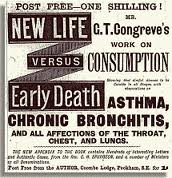 POST FREE—ONE SHILLING!
NEW LIFE
VERSUS
Early Death
MR.
G.T.Congreve's
WORK ON
CONSUMPTION
Showing that sinful disease to be
Curable in all Stages; with
observations on
ASTHMA,
CHRONIC BRONCHITIS,
AND ALL AFFECTIONS OF THE THROAT,
CHEST, AND LUNGS.
THE NEW APPENDIX TO THE BOOK contains Hundreds of Interesting Letters
and Authentic Cases, from the Rev. C. H. SPURGEON, and a number of Ministers
of all Denominations.
Post Free from the AUTHOR, Coombe Lodge, Peckham, S.E. for